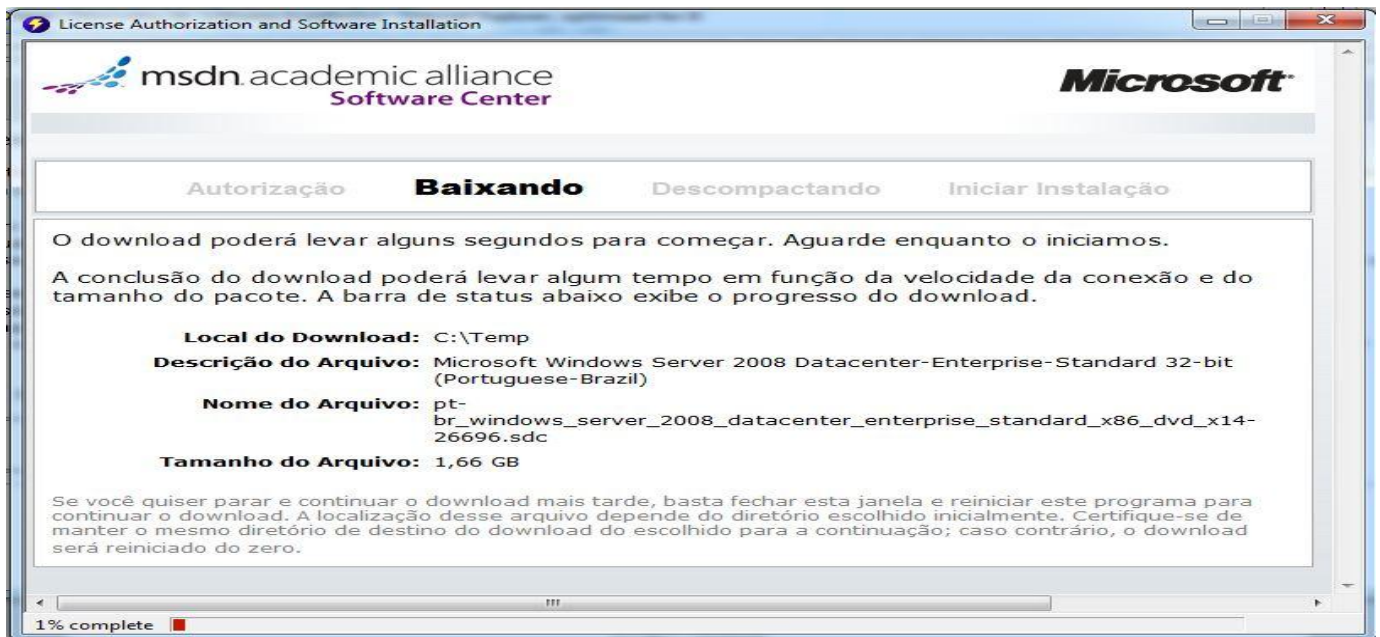 License Authorization and Software Installation
msdn academic alliance
Software Center
Microsoft
Autorização Baixando Descompactando Iniciar Instalação
O download poderá levar alguns segundos para começar. Aguarde enquanto o iniciamos.
A conclusão do download poderá levar algum tempo em função da velocidade da conexão e do
tamanho do pacote. A barra de status abaixo exibe o progresso do download.
Local do Download: C:\Temp
Descrição do Arquivo: Microsoft Windows Server 2008 Datacenter-Enterprise-Standard 32-bit
(Portuguese-Brazil)
Nome do Arquivo: pt-
br_windows_server_2008_datacenter_enterprise_standard_x86_dvd_x14-
26696.sdc
Tamanho do Arquivo: 1,66 GB
Se você quiser parar e continuar o download mais tarde, basta fechar esta janela e reiniciar este programa para
continuar o download. A localização desse arquivo depende do diretório escolhido inicialmente. Certifique-se de
manter o mesmo diretório de destino do download do escolhido para a continuação; caso contrário, o download
será reiniciado do zero.
1% complete